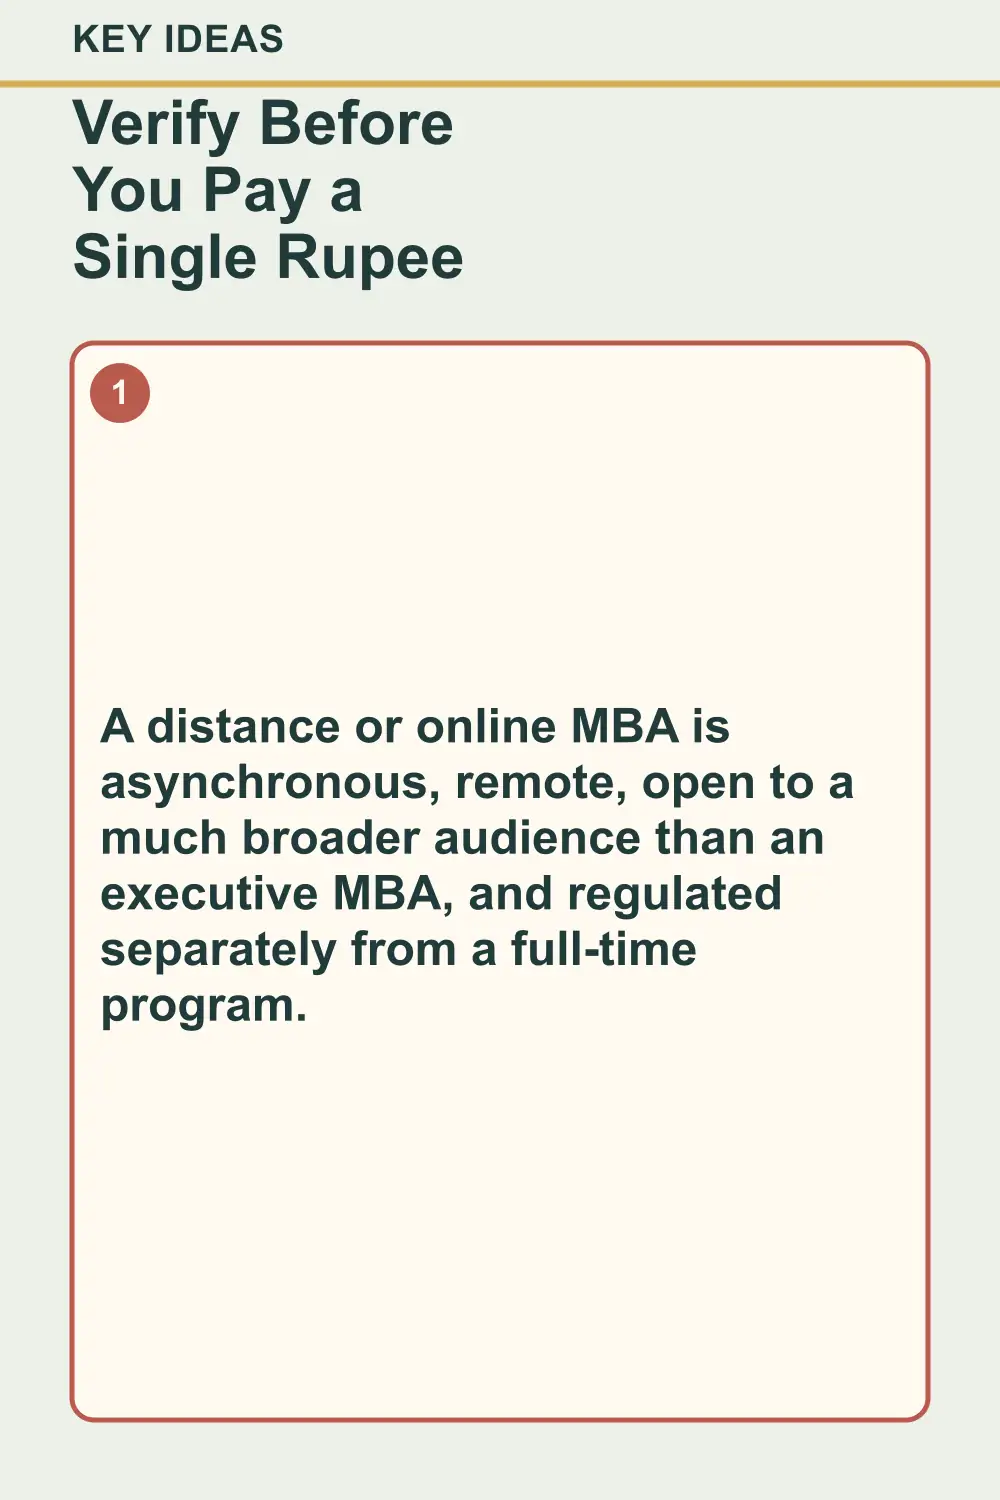 KEY IDEAS
Verify Before
You Pay a
Single Rupee
1
A distance or online MBA is
asynchronous, remote, open to a
much broader audience than an
executive MBA, and regulated
separately from a full-time
program.